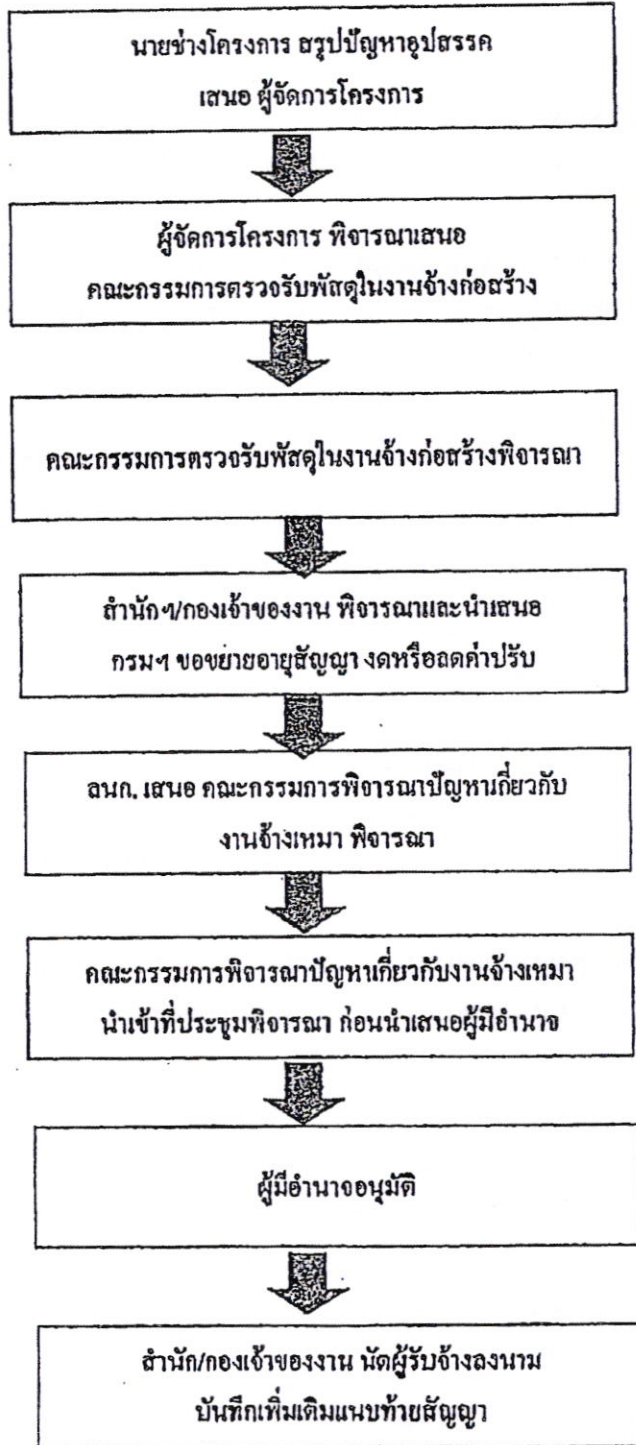 นายช่างโครงการ สรุปปัญหาอุปสรรค
เสนอ ผู้จัดการโครงการ
ผู้จัดการโครงการ พิจารณาเสนอ
คณะกรรมการตรวจรับพัสดุในงานจ้างก่อสร้าง
คณะกรรมการตรวจรับพัสดุในงานจ้างก่อสร้างพิจารณา
สำนักฯ/กองเจ้าของงาน พิจารณาและนำเสนอ
กรมฯ ขอขยายอายุสัญญา งดหรือลดค่าปรับ
ลนก. เสนอ คณะกรรมการพิจารณาปัญหาเกี่ยวกับ
งานจ้างเหมา พิจารณา
คณะกรรมการพิจารณาปัญหาเกี่ยวกับงานจ้างเหมา
นำเข้าที่ประชุมพิจารณา ก่อนนำเสนอผู้มีอำนาจ
ผู้มีอำนาจอนุมัติ
สำนัก/กองเจ้าของงาน นัดผู้รับจ้างลงนาม
บันทึกเพิ่มเติมแนบท้ายสัญญา